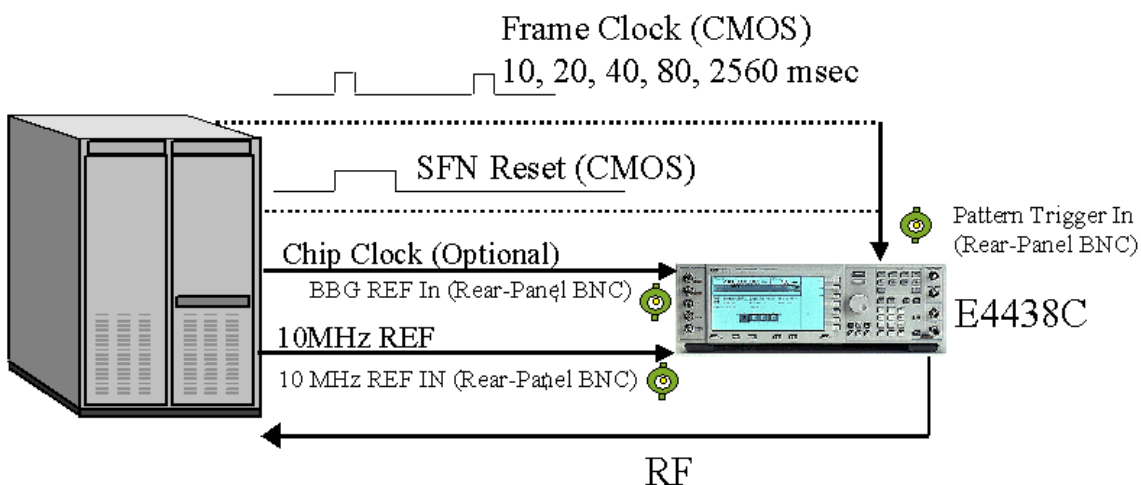 Frame Clock (CMOS)
10, 20, 40, 80, 2560 msec
SFN Reset (CMOS)
Pattern Trigger In
(Rear-Panel BNC)
Chip Clock (Optional)
BBG REF In (Rear-Panel BNC)
E4438C
10MHz REF
10 MHz REF IN (Rear-Panel BNC)
RF